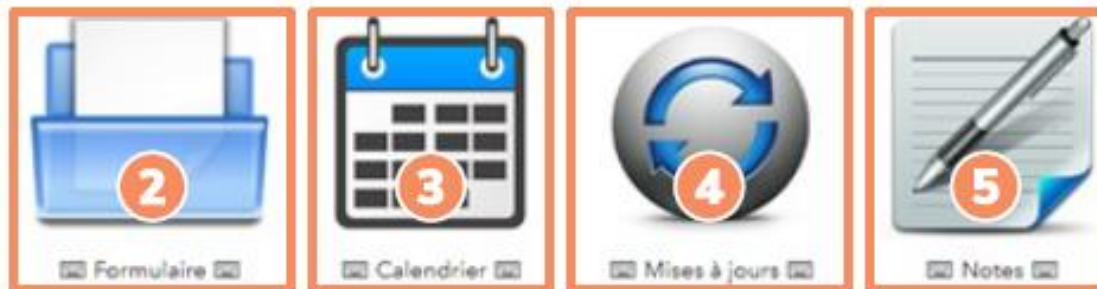 2
3
4
5
Formulaire
Calendrier
Mises à jours
Notes